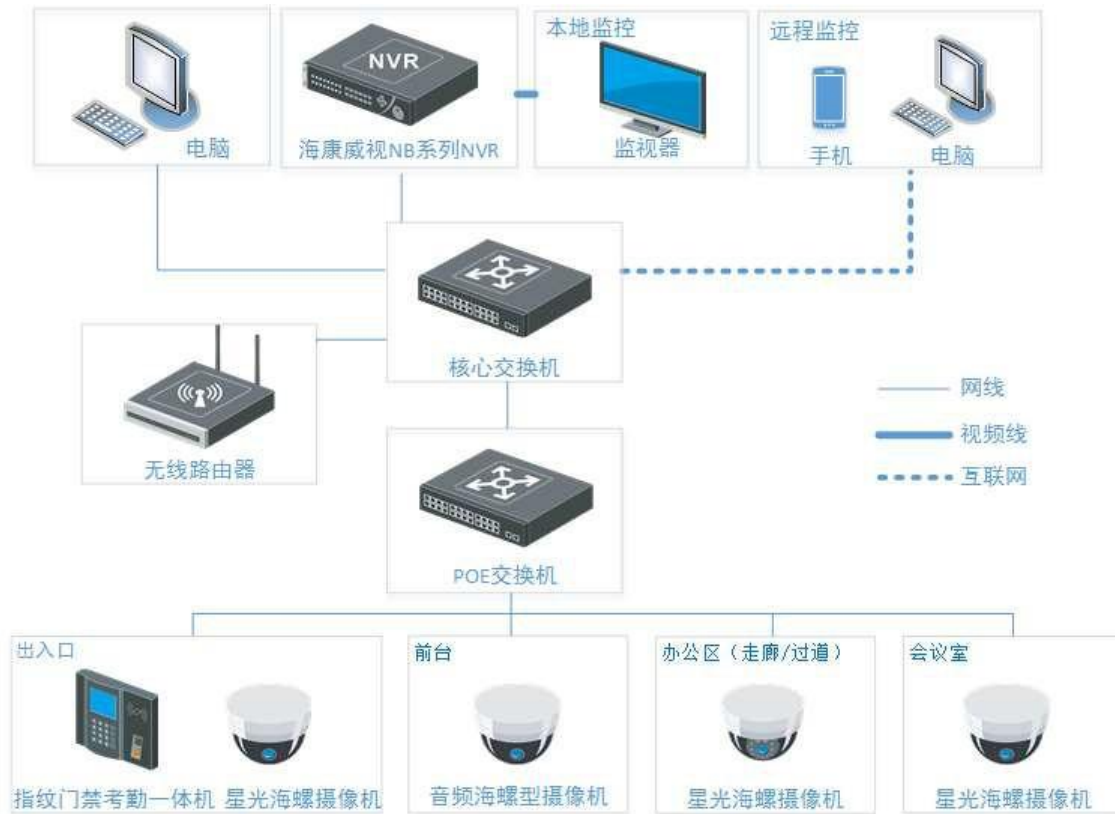 电脑
NVR
海康威视NB系列NVR
本地监控
监视器
远程监控
手机
电脑
核心交换机
无线路由器
网线
视频线
互联网
POE交换机
出入口
指纹门禁考勤一体机
星光海螺摄像机
前台
音频海螺型摄像机
办公区（走廊/过道）
星光海螺摄像机
会议室
星光海螺摄像机